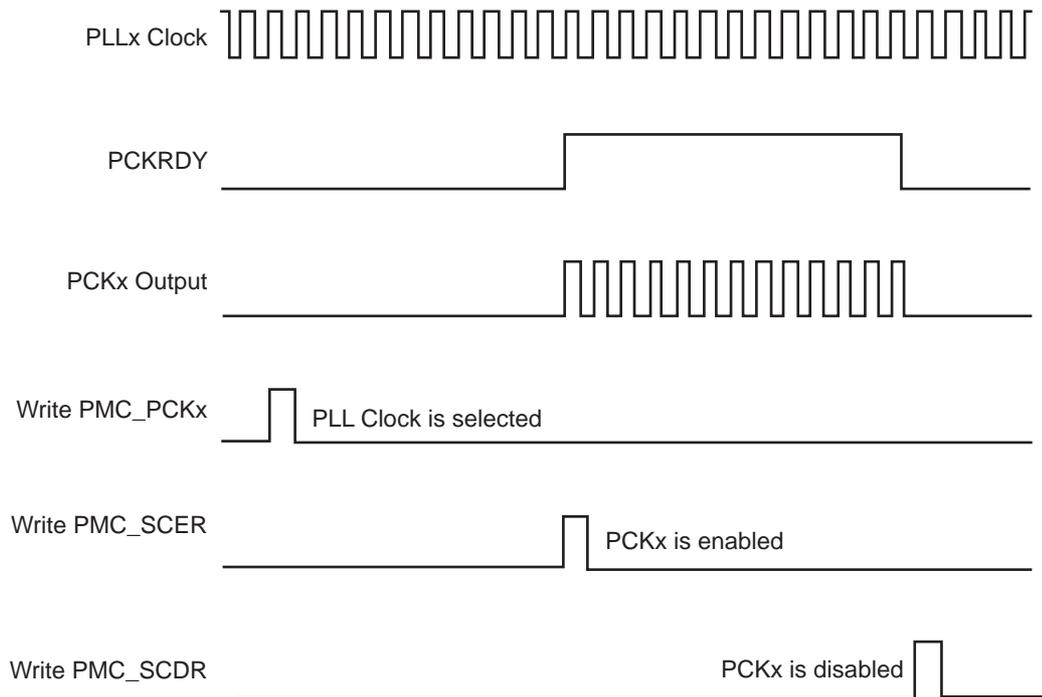 PLLx Clock
PCKRDY
PCKx Output
Write PMC_PCKx
PLL Clock is selected
Write PMC_SCER
PCKx is enabled
Write PMC_SCDR
PCKx is disabled